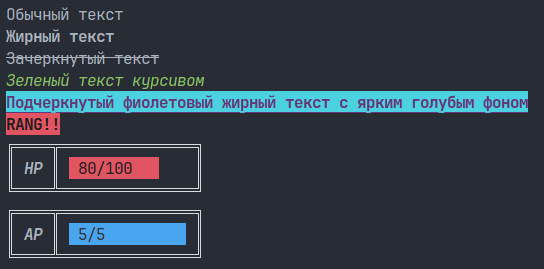 Обычный текст
Жирный текст
Зачеркнутый текст
Зеленый текст курсивом
Подчеркнутый фиолетовый жирный текст с ярким голубым фоном
RANG!!
HP 80/100
AP 5/5